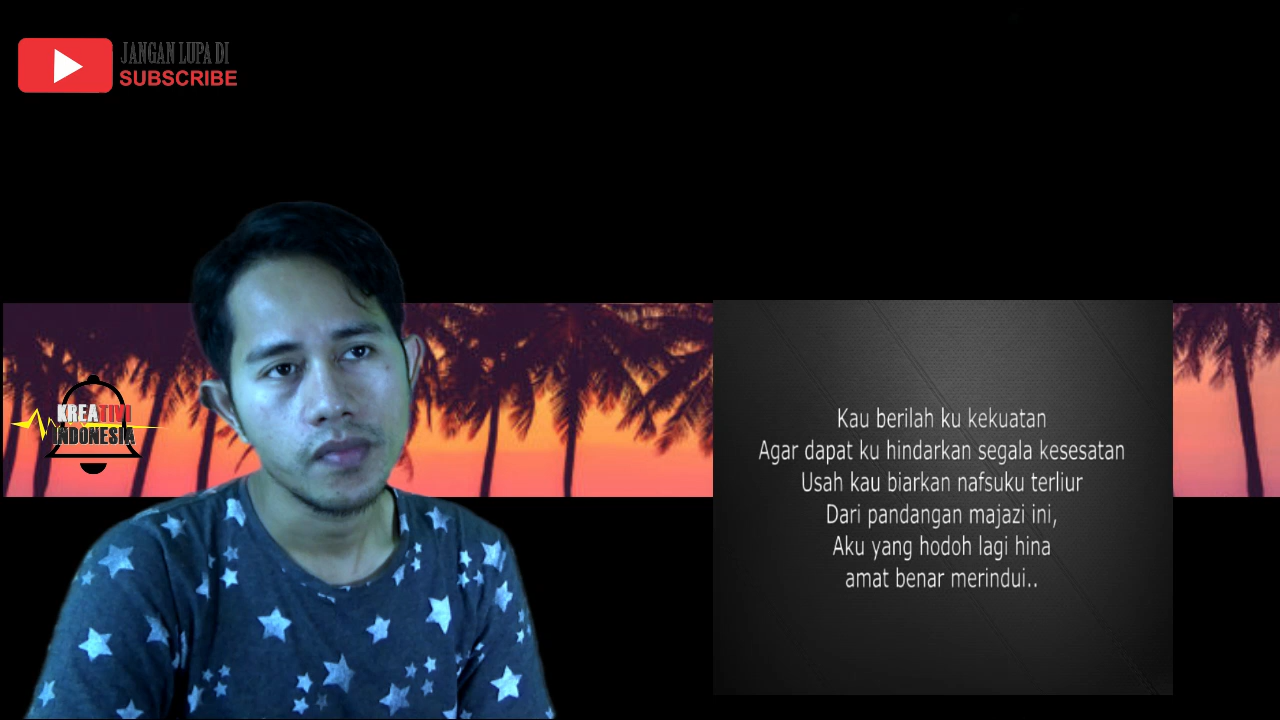 JANGAN LUPA DI
SUBSCRIBE
KREATIVI
INDONESIA
Kau berilah ku kekuatan
Agar dapat ku hindarkan segala kesesatan
Usah kau biarkan nafsuku terliur
Dari pandangan majazi ini,
Aku yang hodoh lagi hina
amat benar merindui..